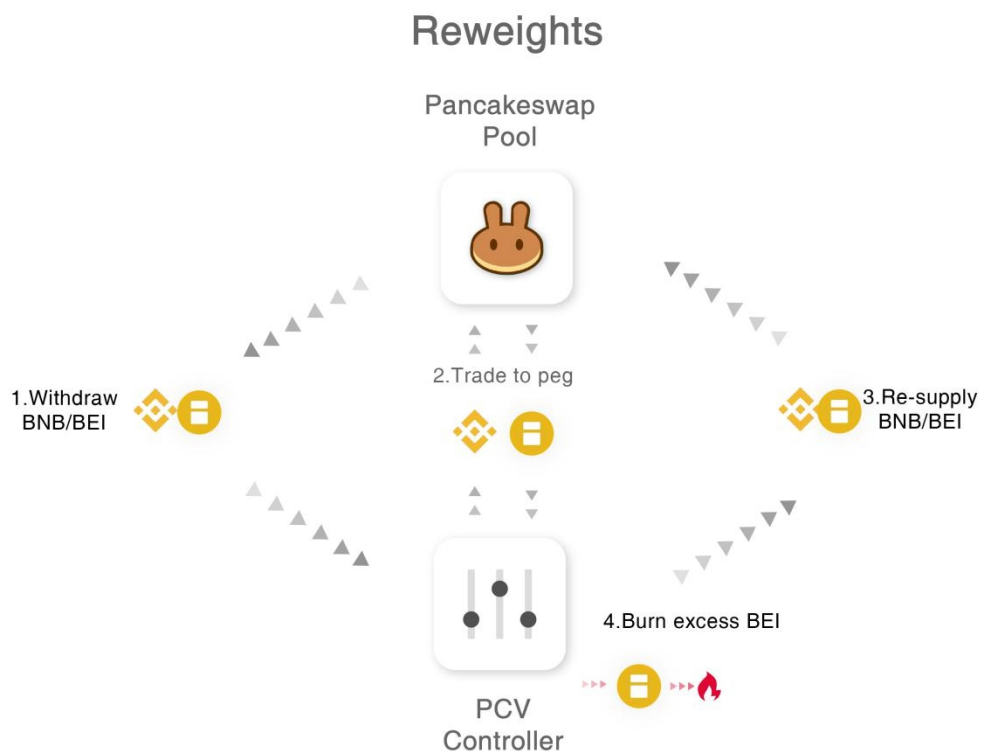 Reweights
Pancakeswap
Pool
2.Trade to peg
1.Withdraw
BNB/BEI
3.Re-supply
BNB/BEI
4.Burn excess BEI
PCV
Controller